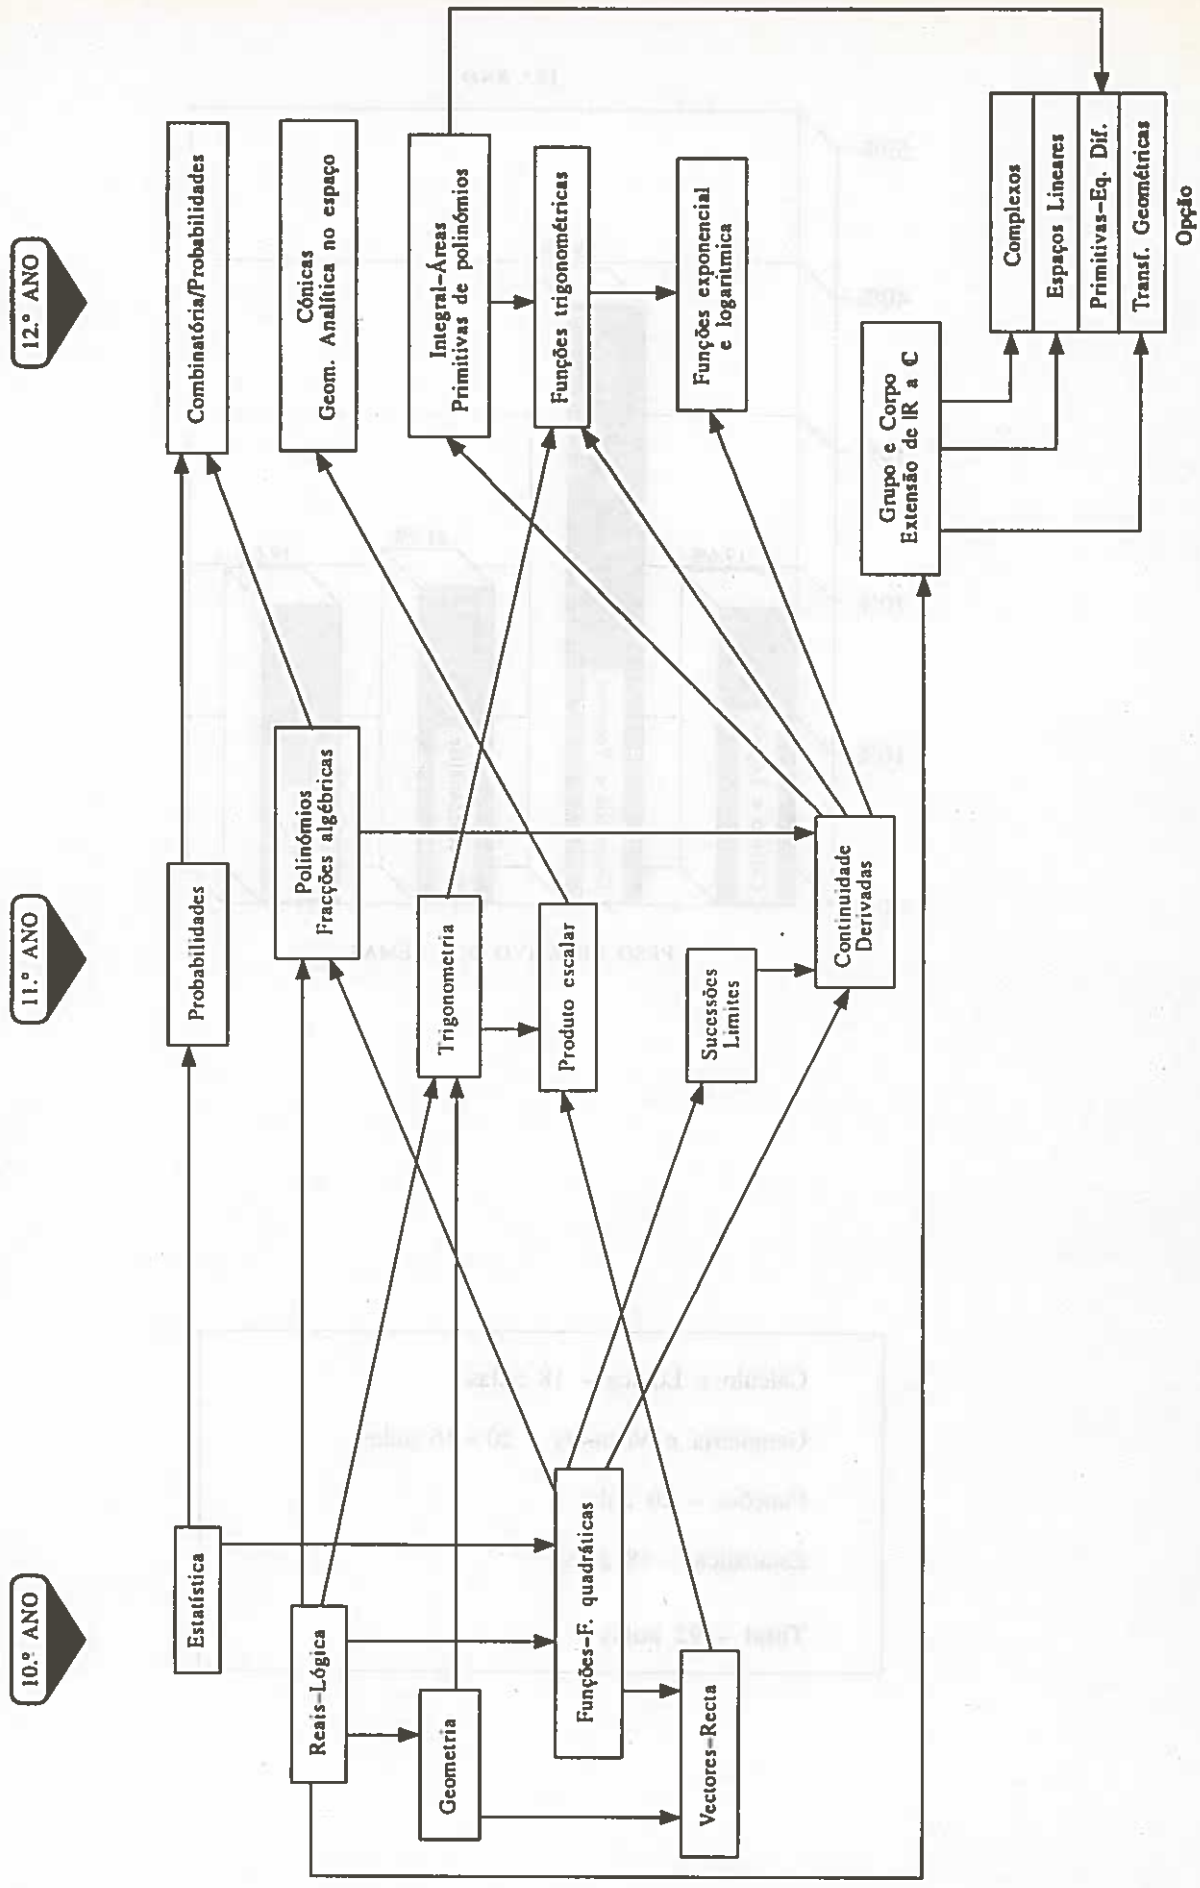 10.º ANO
11.º ANO
12.º ANO
Estatística
Reais-Lógica
Geometria
Funções-F. quadráticas
Vectores-Recta
Probabilidades
Polinómios
Fracções algébricas
Trigonometria
Produto escalar
Sucessões
Limites
Continuidade
Derivadas
Combinatória/Probabilidades
Cónicas
Geom. Analítica no espaço
Integral-Áreas
Primitivas de polinómios
Funções trigonométricas
Funções exponencial
e logarítmica
Grupo e Corpo
Extensão de ℝ a ℂ
Complexos
Espaços Lineares
Primitivas-Eq. Dif.
Transf. Geométricas
Opção